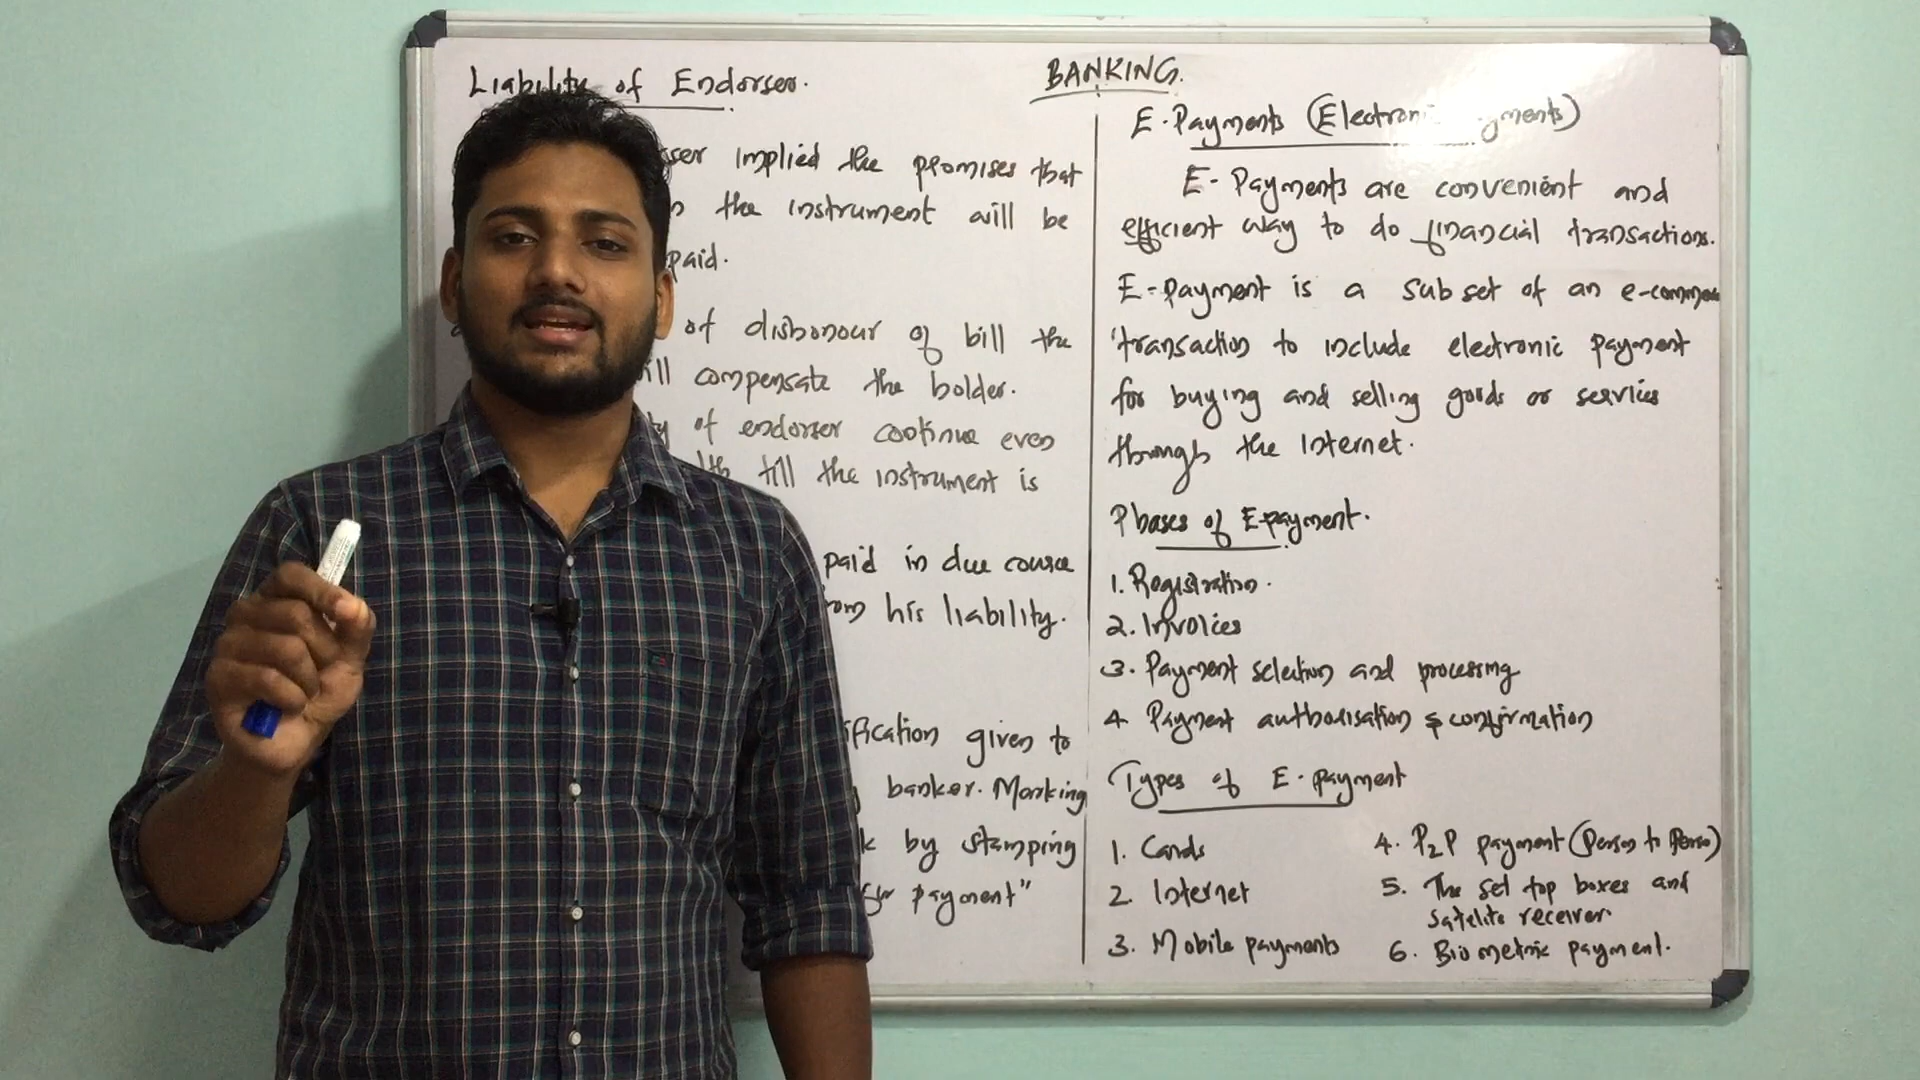 BANKING.
Liability of Endorser.
implied the promises that
the instrument will be
paid.
of dishonour of bill the
compensate the holder.
of endorser continue even
till the instrument is
paid in due course
his liability.
given to
banker. Marking
by stamping
for payment"
E-Payments (Electronic
E-Payments are convenient and
efficient way to do financial transactions.
E-payment is a subset of an
transaction to include electronic payment
for buying and selling goods or services
through the Internet.
Phases of E-payment.
1. Registration.
2. Invoices
3. Payment selection and processing
4 Payment authorisation & confirmation
Types of E-payment
1. Cards
2. Internet
3. Mobile payments
4. P2P payment (Person to Person)
5. The set top boxes and
satelite receiver.
6. Biometric payment.